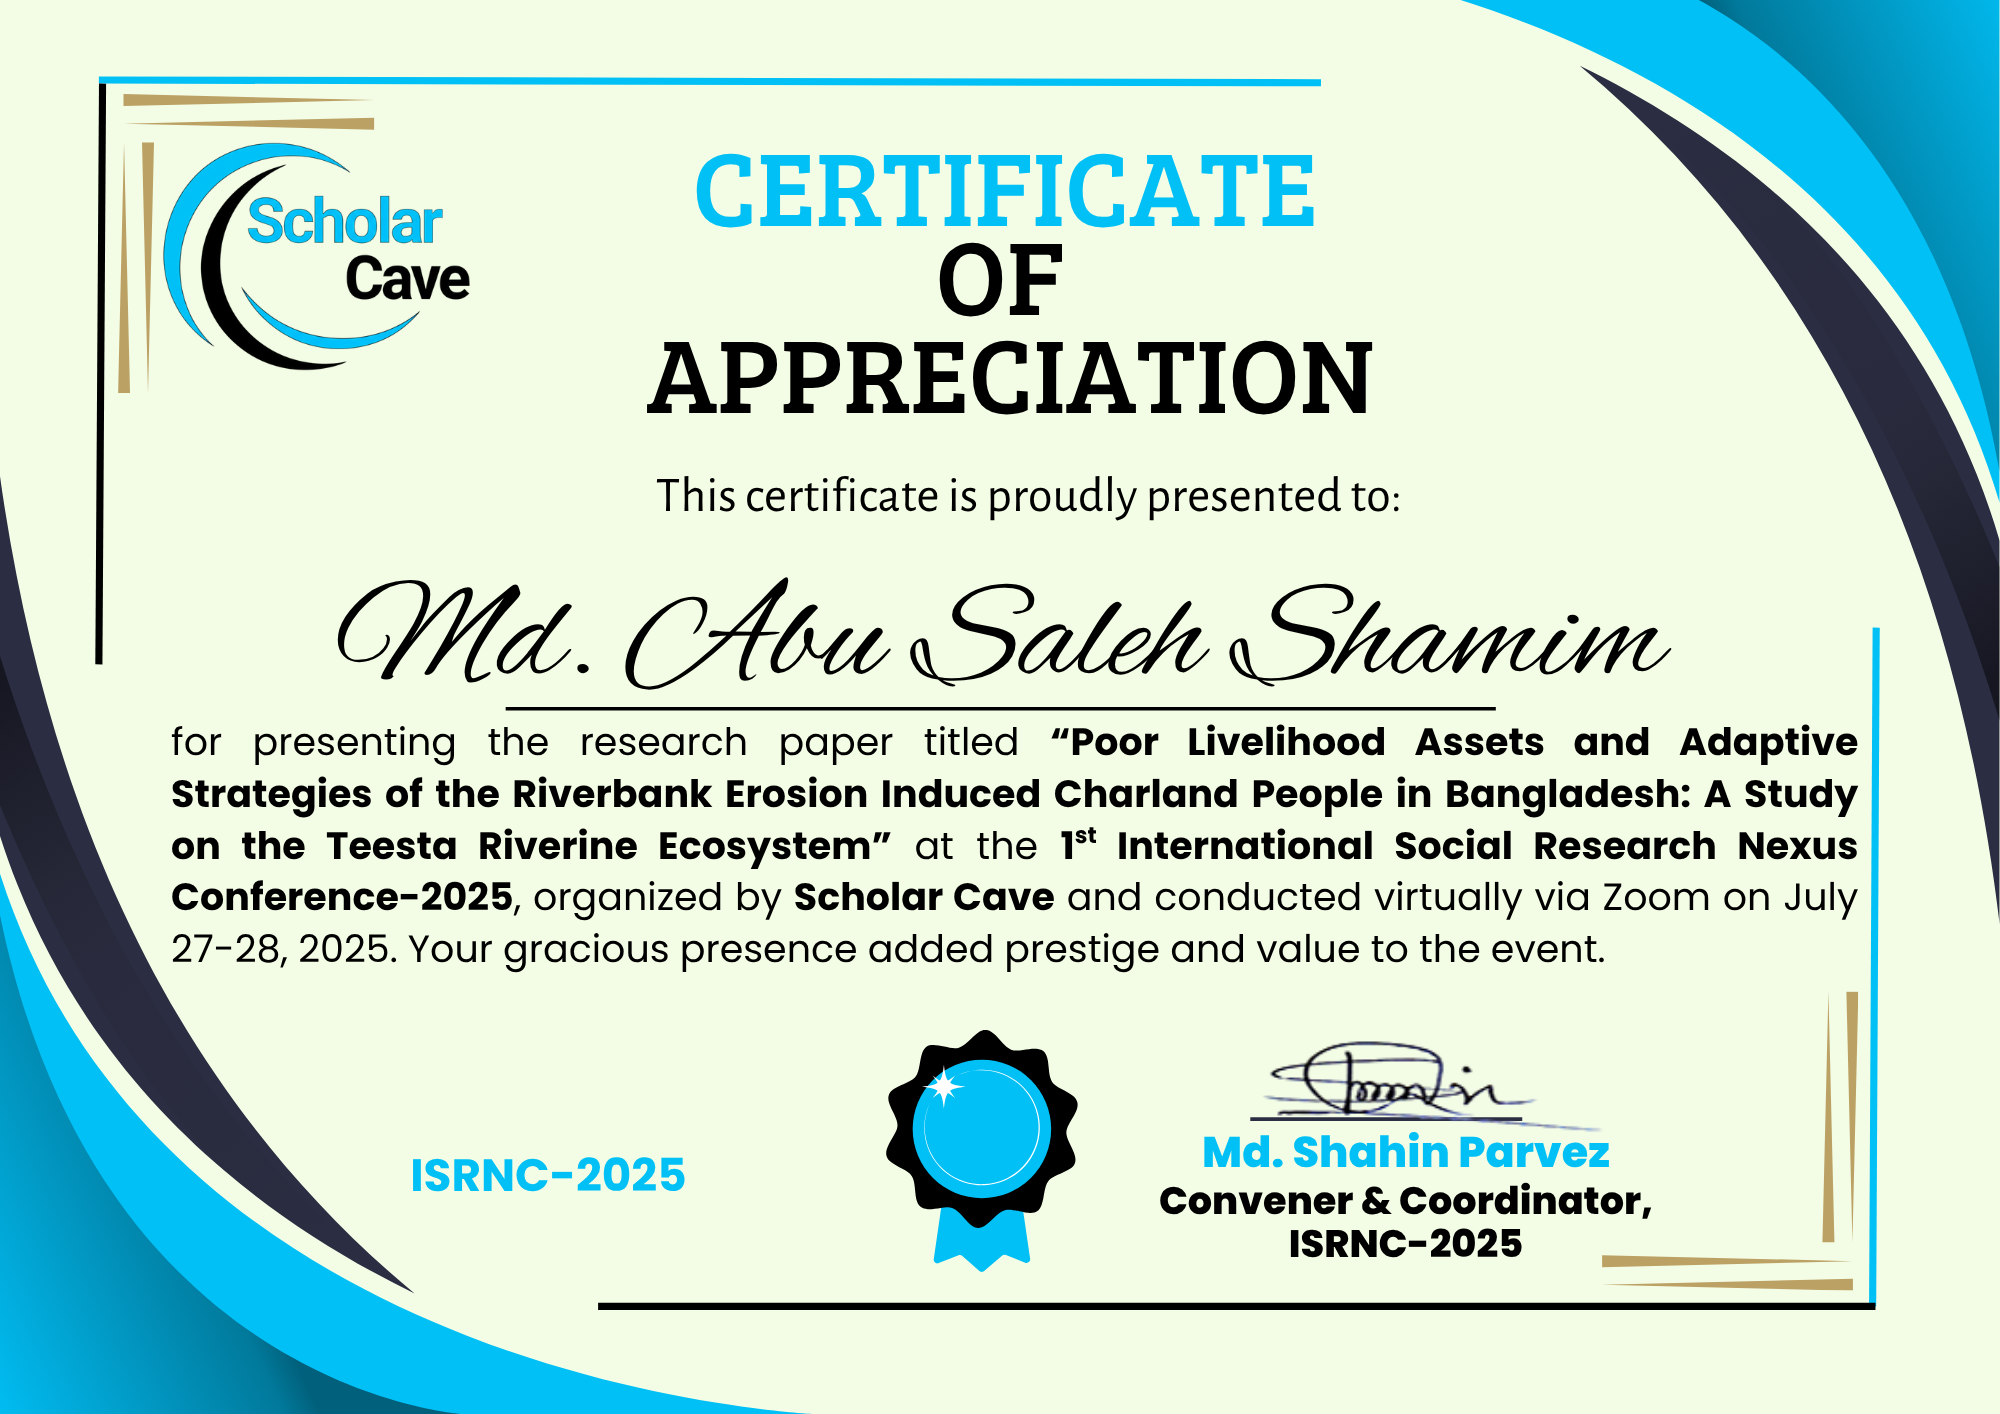 Scholar
Cave
CERTIFICATE
OF
APPRECIATION
This certificate is proudly presented to:
Md. Abu Saleh Shamim
for presenting the research paper titled “Poor Livelihood Assets and Adaptive
Strategies of the Riverbank Erosion Induced Charland People in Bangladesh: A Study
on the Teesta Riverine Ecosystem” at the 1st International Social Research Nexus
Conference-2025, organized by Scholar Cave and conducted virtually via Zoom on July
27-28, 2025. Your gracious presence added prestige and value to the event.
ISRNC-2025
Md. Shahin Parvez
Convener & Coordinator,
ISRNC-2025